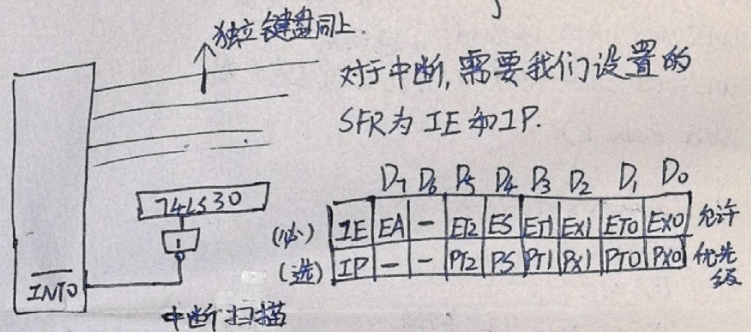 独立键盘同上.
对于中断,需要我们设置的
SFR为 IE 和IP.
D7 D6 D5 D4 D3 D2 D1 D0
74LS30
(必) IE EA - ET2 ES ET1 EX1 ET0 EX0 允许
1
(选) IP - - PT2 PS PT1 PX1 PT0 PX0 优先级
INT0
中断扫描